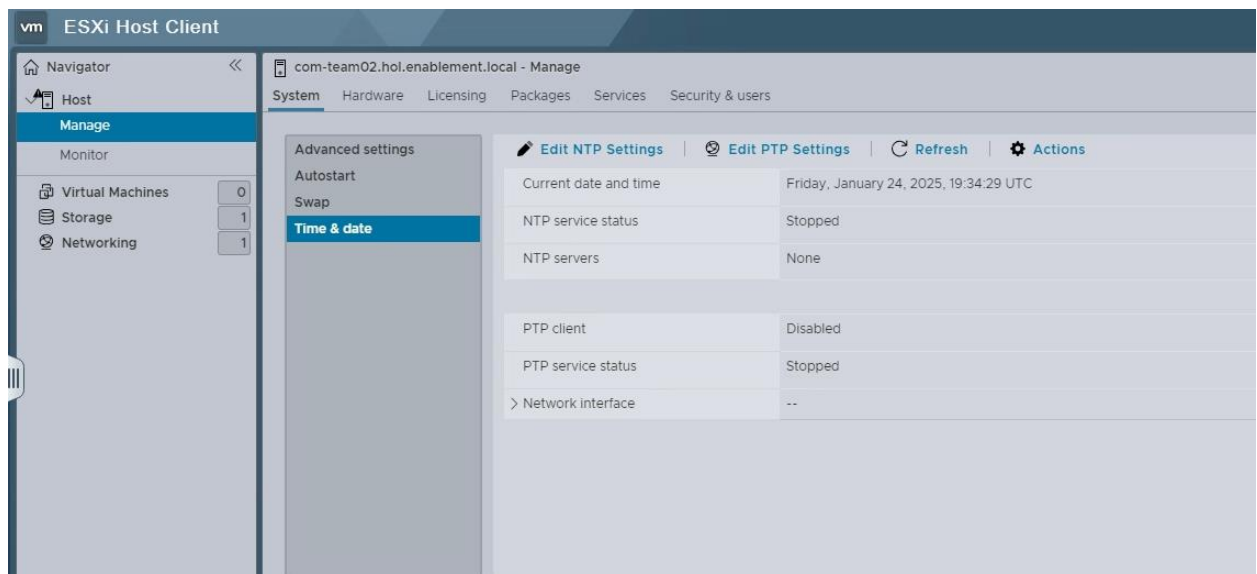 vm ESXi Host Client
Navigator
Host
Manage
Monitor
Virtual Machines 0
Storage 1
Networking 1
com-team02.hol.enablement.local - Manage
System Hardware Licensing Packages Services Security & users
Advanced settings
Autostart
Swap
Time & date
Edit NTP Settings Edit PTP Settings Refresh Actions
Current date and time Friday, January 24, 2025, 19:34:29 UTC
NTP service status Stopped
NTP servers None
PTP client Disabled
PTP service status Stopped
Network interface --